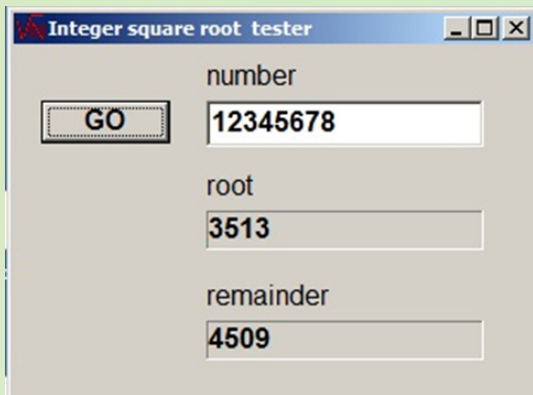 Integer square root tester
number
GO 12345678
root
3513
remainder
4509